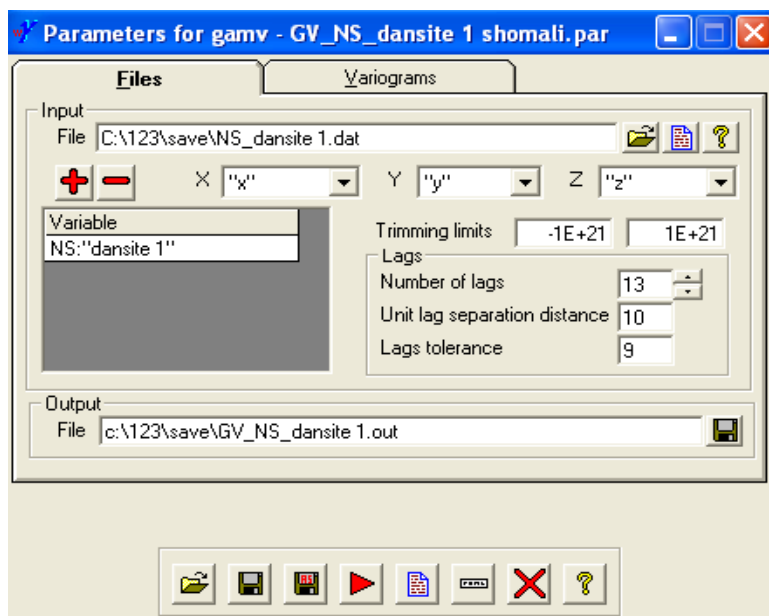 Parameters for gamv - GV_NS_dansite 1 shomali.par
Files Variograms
Input
File C:\123\save\NS_dansite 1.dat
X "x" Y "y" Z "z"
Variable
NS:"dansite 1"
Trimming limits -1E+21 1E+21
Lags
Number of lags 13
Unit lag separation distance 10
Lags tolerance 9
Output
File c:\123\save\GV_NS_dansite 1.out